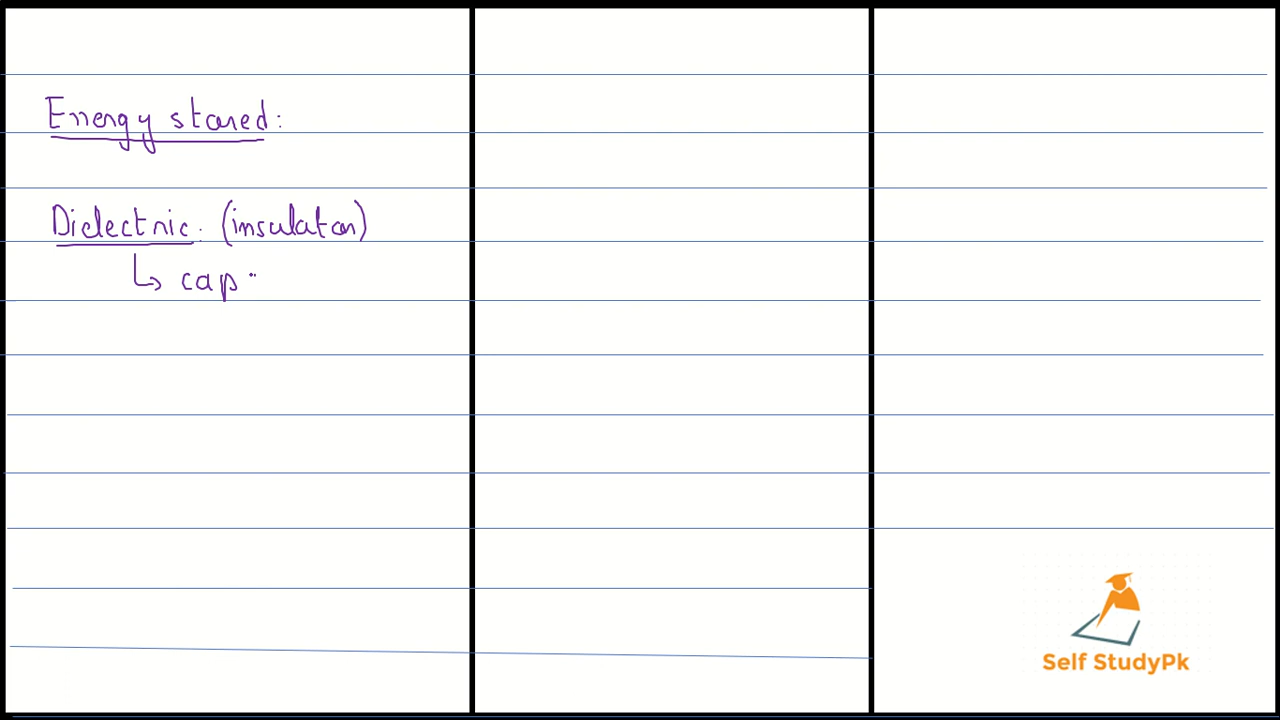 Energy stored:
Dielectric: (insulator)
↳ cap
Self StudyPk